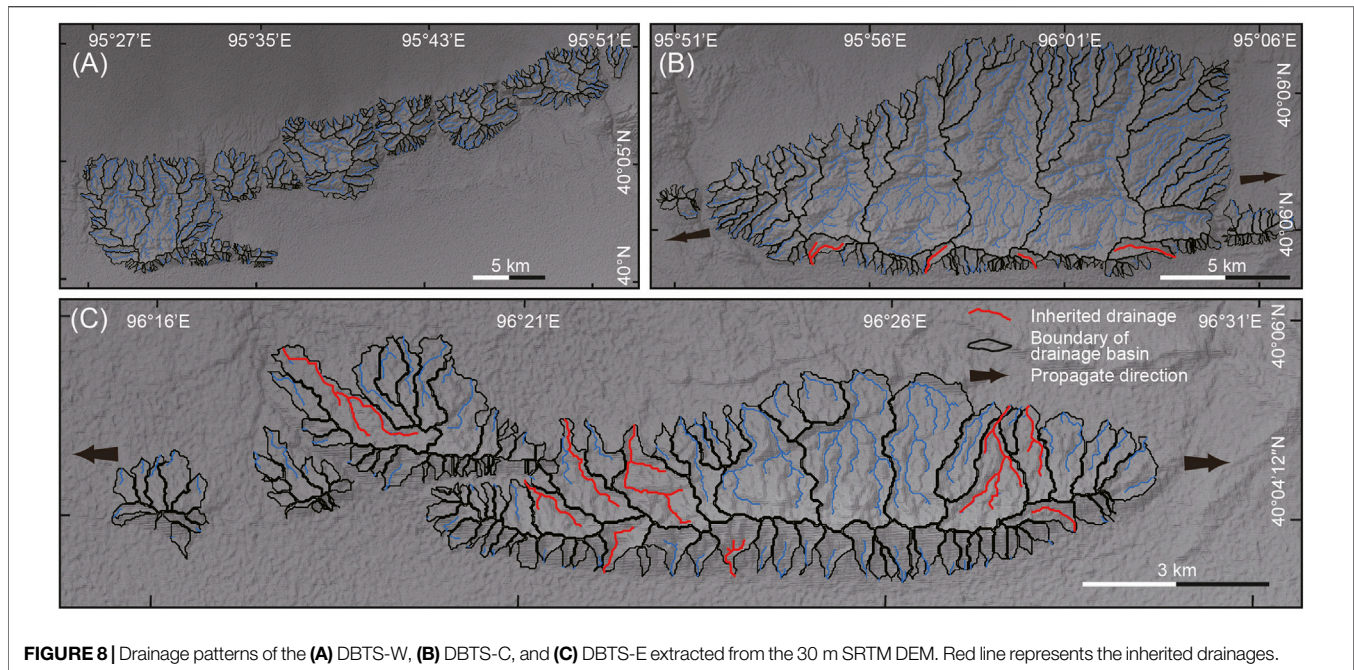 95°27'E 95°35'E 95°43'E 95°51'E
(A)
40°05'N
40°N
5 km
95°51'E 95°56'E 96°01'E 95°06'E
(B)
40°09'N
40°06'N
5 km
(C)
96°16'E 96°21'E 96°26'E 96°31'E
40°06'N
Inherited drainage
Boundary of
drainage basin
Propagate direction
40°04'12"N
3 km
FIGURE 8 | Drainage patterns of the (A) DBTS-W, (B) DBTS-C, and (C) DBTS-E extracted from the 30 m SRTM DEM. Red line represents the inherited drainages.